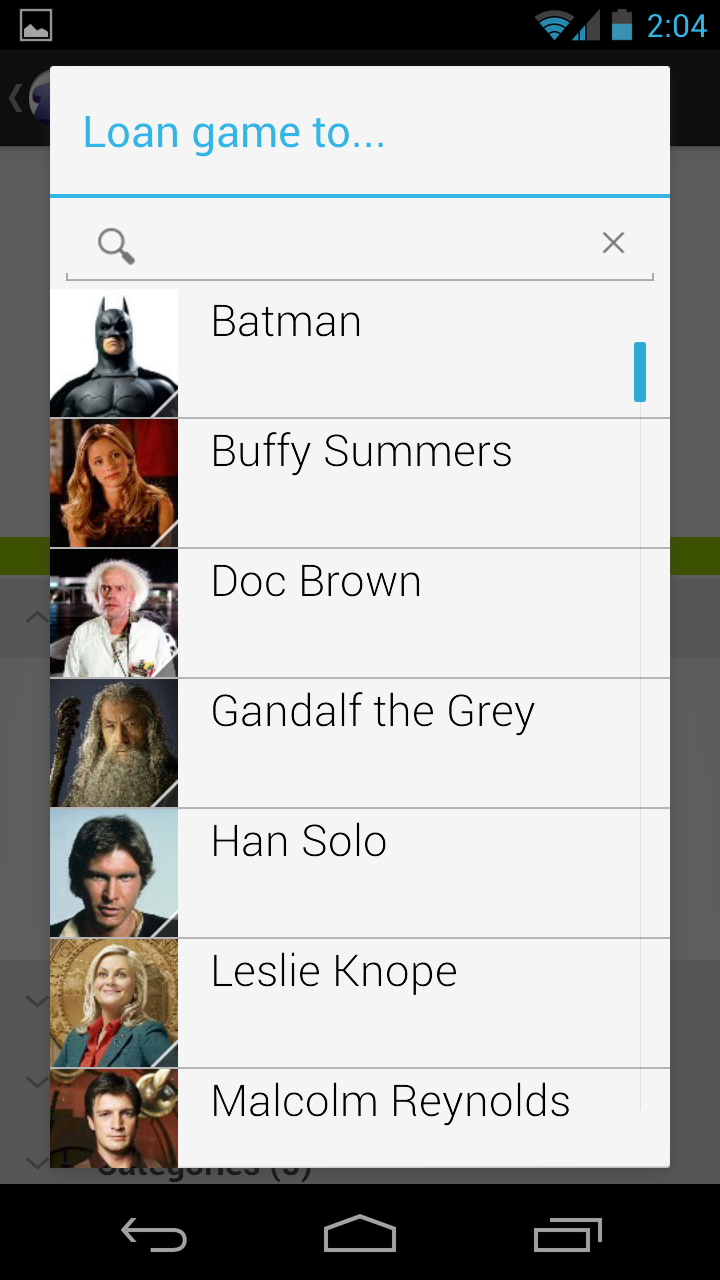 2:04
Loan game to...
Batman
Buffy Summers
Doc Brown
Gandalf the Grey
Han Solo
Leslie Knope
Malcolm Reynolds